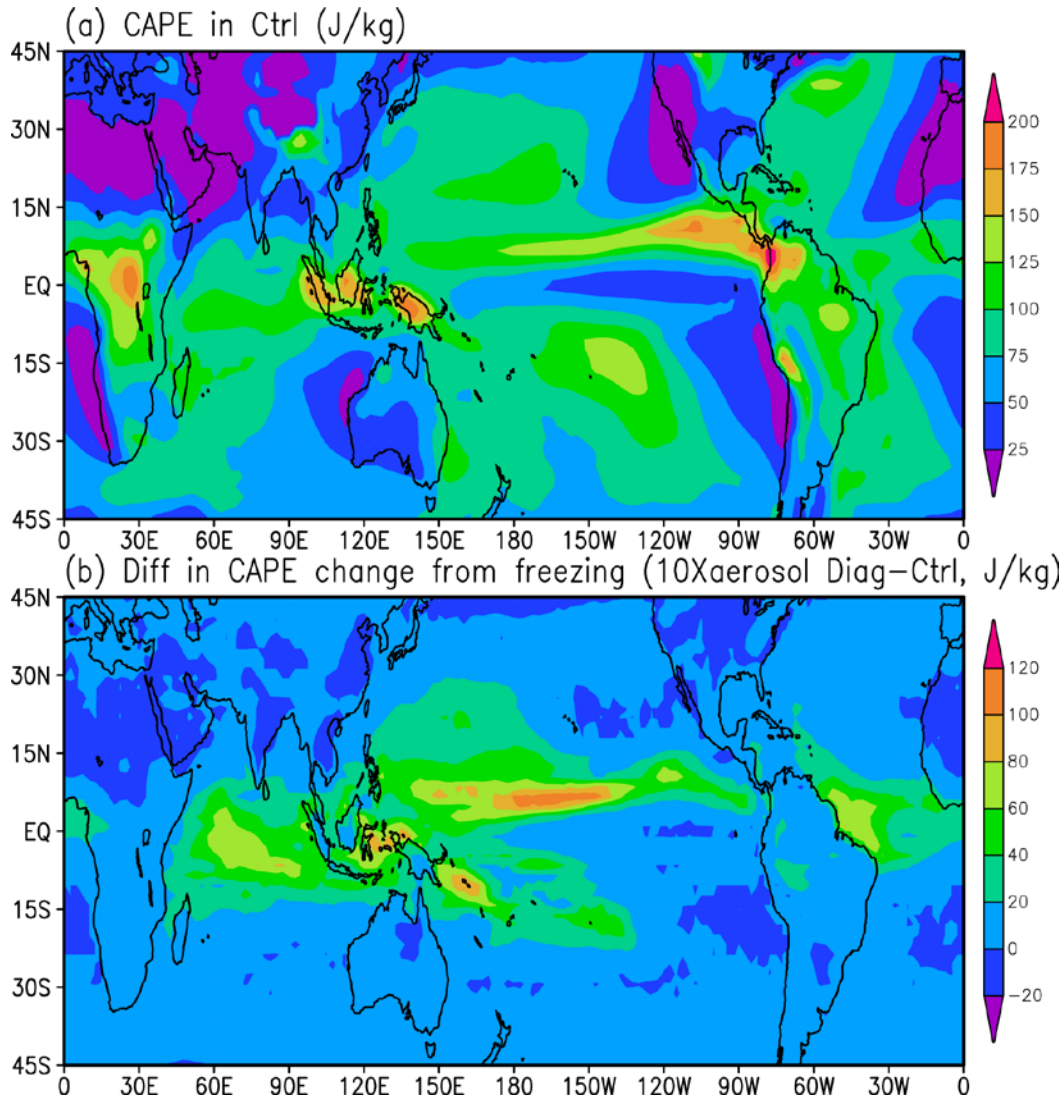 (a) CAPE in Ctrl (J/kg)
45N
30N
15N
EQ
15S
30S
45S
0 30E 60E 90E 120E 150E 180 150W 120W 90W 60W 30W 0
200
175
150
125
100
75
50
25
(b) Diff in CAPE change from freezing (10Xaerosol Diag-Ctrl, J/kg)
45N
30N
15N
EQ
15S
30S
45S
0 30E 60E 90E 120E 150E 180 150W 120W 90W 60W 30W 0
120
100
80
60
40
20
0
-20